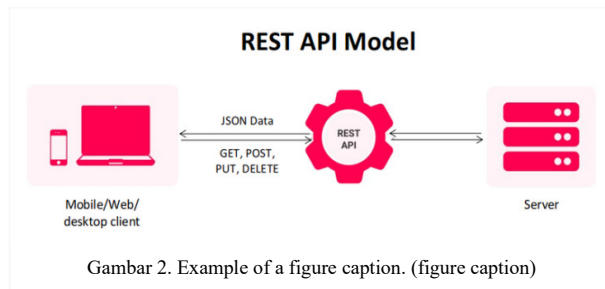 REST API Model
JSON Data
GET, POST,
PUT, DELETE
REST
API
Mobile/Web/
desktop client
Server
Gambar 2. Example of a figure caption. (figure caption)